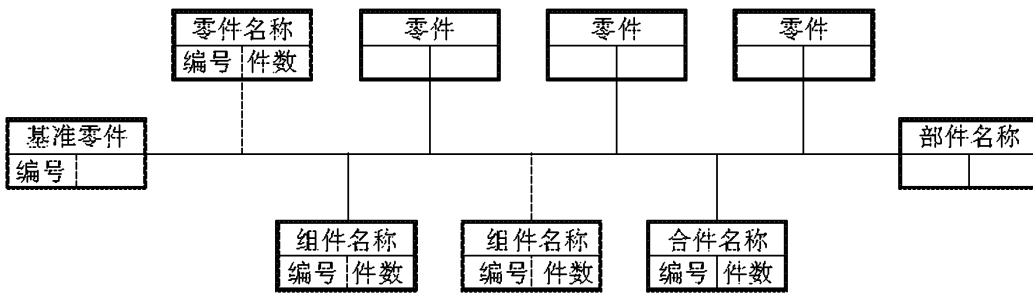 零件名称
编号 件数
零件
零件
零件
基准零件
编号
部件名称
组件名称
编号 件数
组件名称
编号 件数
合件名称
编号 件数